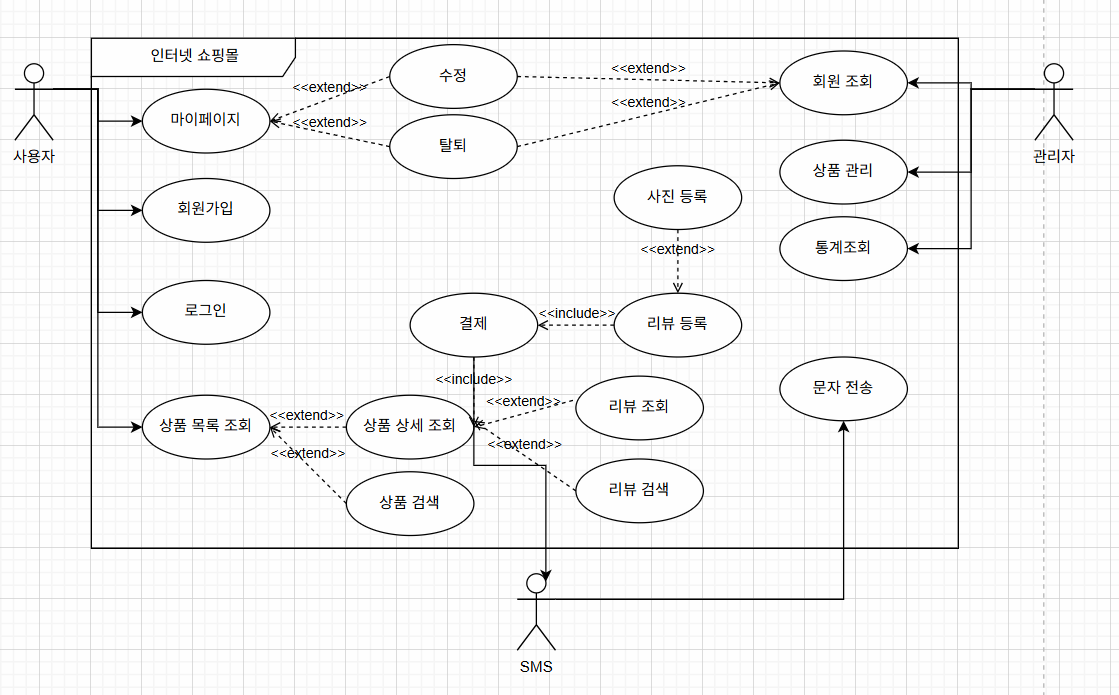 인터넷 쇼핑몰
사용자
마이페이지
회원가입
로그인
상품 목록 조회
<<extend>>
<<extend>>
수정
탈퇴
<<extend>>
<<extend>>
회원 조회
상품 관리
통계조회
관리자
사진 등록
<<extend>>
리뷰 등록
<<include>>
결제
<<include>>
<<extend>>
상품 상세 조회
<<extend>>
리뷰 조회
<<extend>>
<<extend>>
상품 검색
리뷰 검색
문자 전송
SMS